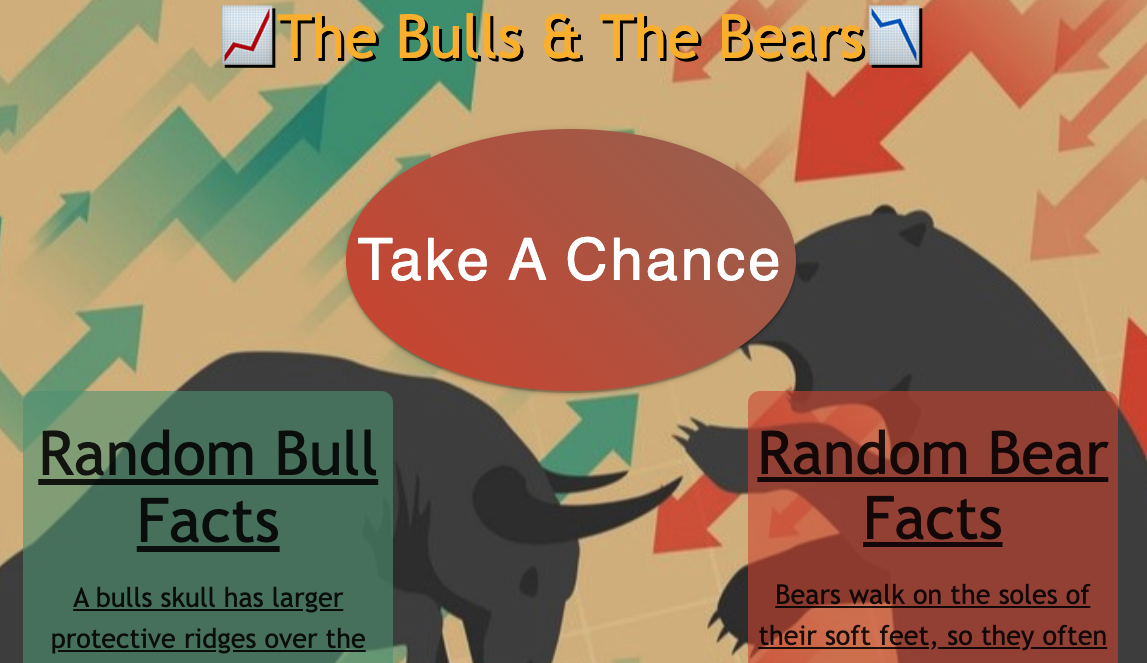 The Bulls & The Bears
Take A Chance
Random Bull
Facts
A bulls skull has larger
protective ridges over the
Random Bear
Facts
Bears walk on the soles of
their soft feet, so they often